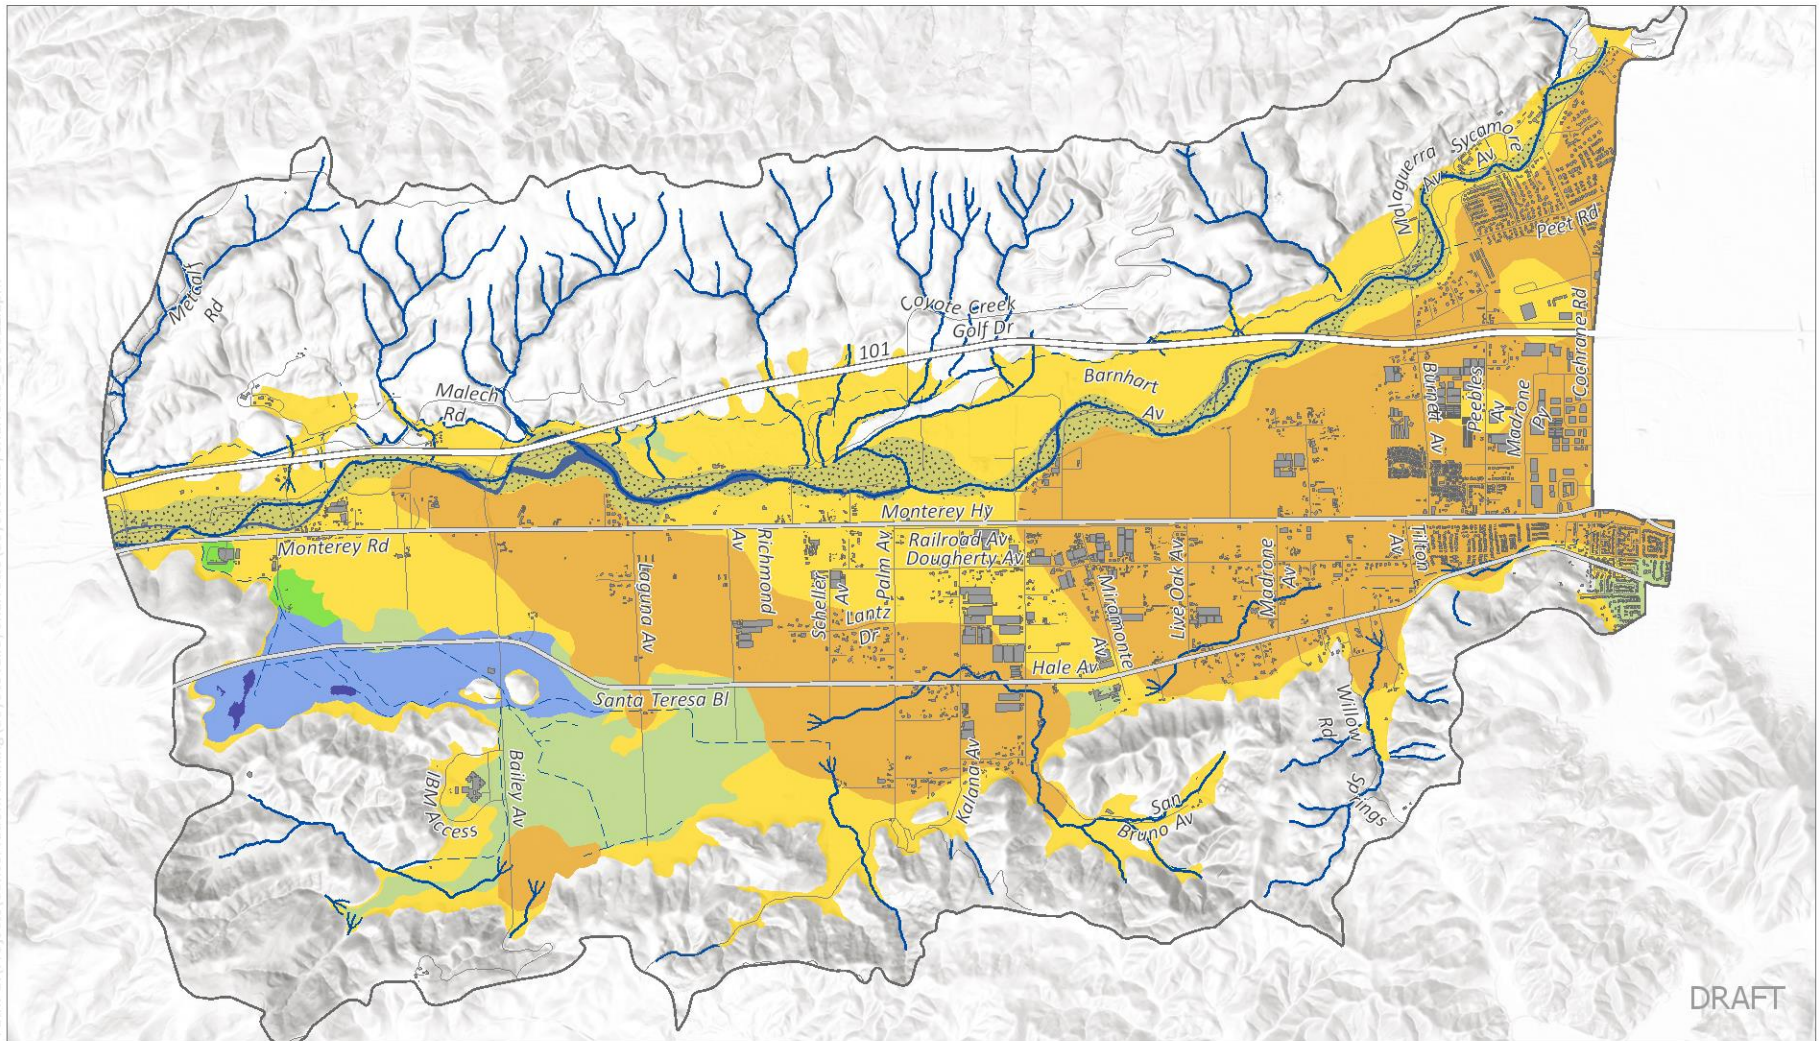 Malaguerra
Av
Sycamore
Av
Peet Rd
Metcalf
Rd
Coyote Creek
Golf Dr
101
Malech
Rd
Barnhart
Av
Burnet Av
Peebles
Av
Madrone
Py
Cochrane Rd
Monterey Hy
Monterey Rd
Railroad Av
Dougherty Av
Richmond
Av
Laguna Av
Scheller
Av
Palm Av
Lantz
Dr
Miramonte
Av
Live Oak Av
Madrone
Av
Tilton
Av
Hale Av
Santa Teresa Bl
Bailey Av
IBM Access
Kalana Av
San
Bruno Av
Willow
Springs
Rd
DRAFT